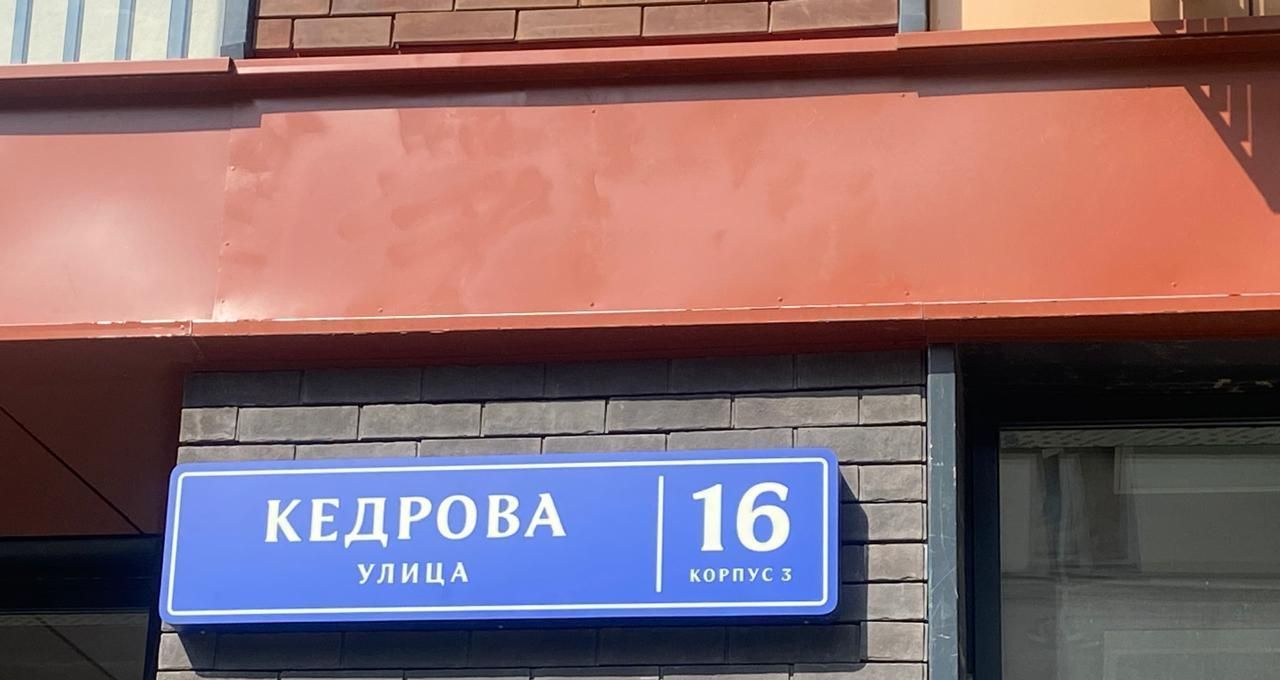 КЕДРОВА
УЛИЦА
16
КОРПУС 3